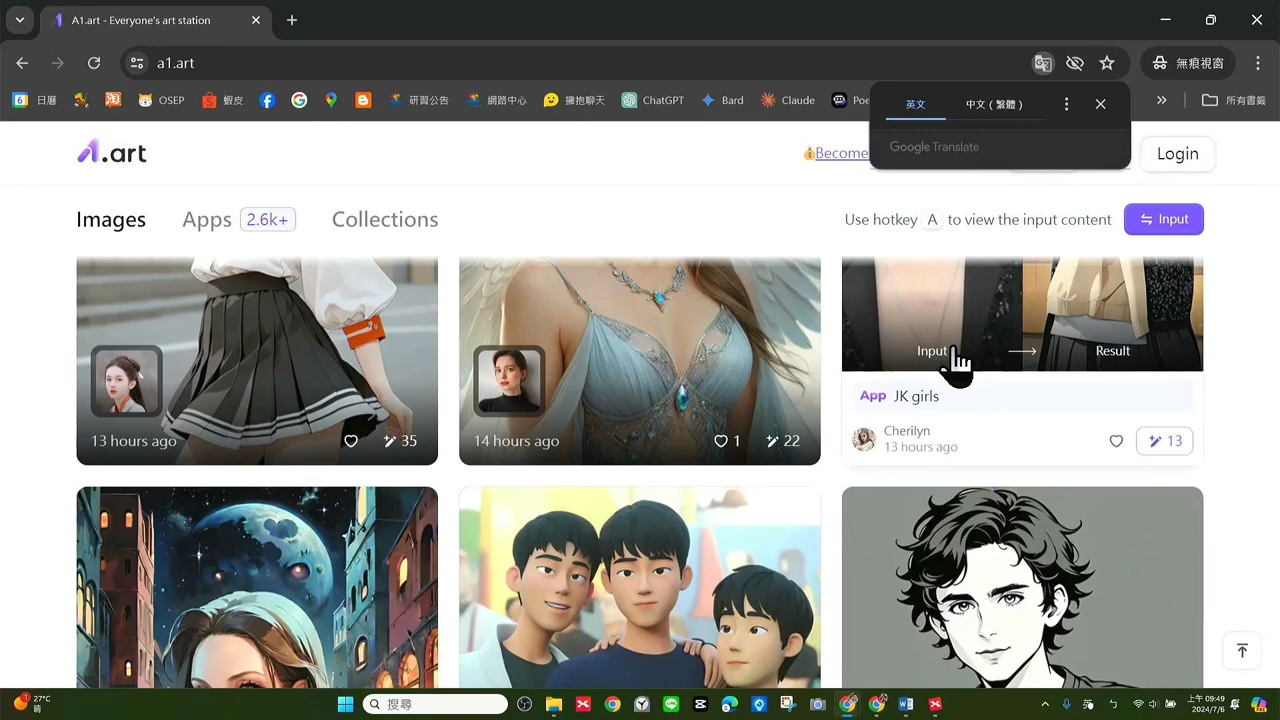 A1.art - Everyone's art station
a1.art
無痕視窗
6 日曆
淘
OSEP
蝦皮
研習公告
網路中心
擁抱聊天
ChatGPT
Bard
Claude
Poe
所有書籤
英文
中文 ( 繁體 )
Google Translate
A.art
Become
Login
Images
Apps 2.6k+
Collections
Use hotkey A to view the input content
Input
13 hours ago
35
14 hours ago
1
22
Input
Result
App JK girls
Cherilyn
13 hours ago
13
1
27°C
晴
搜尋
上午 09:49
2024/7/6